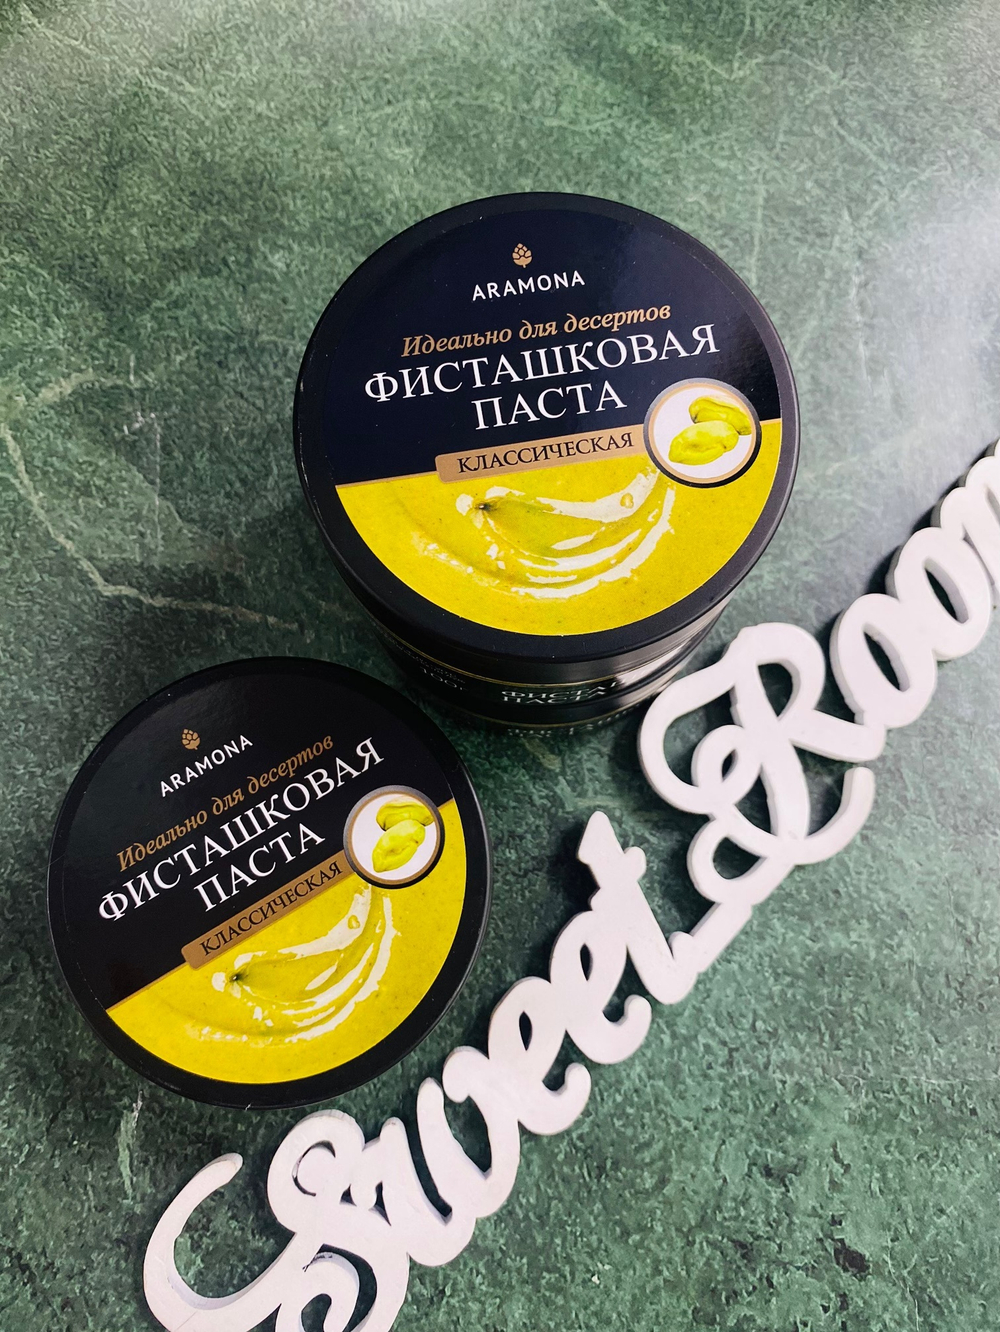 ARAMONA
Идеально для десертов
ФИСТАШКОВАЯ
ПАСТА
КЛАССИЧЕСКАЯ
ARAMONA
Идеально для десертов
ФИСТАШКОВАЯ
ПАСТА
КЛАССИЧЕСКАЯ
Sweet Room